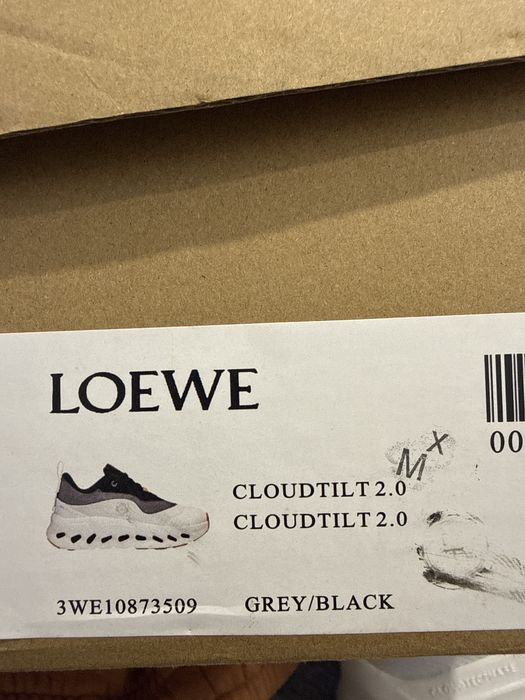 LOEWE
00
M X
CLOUDTILT 2.0
CLOUDTILT 2.0
3WE10873509 GREY/BLACK